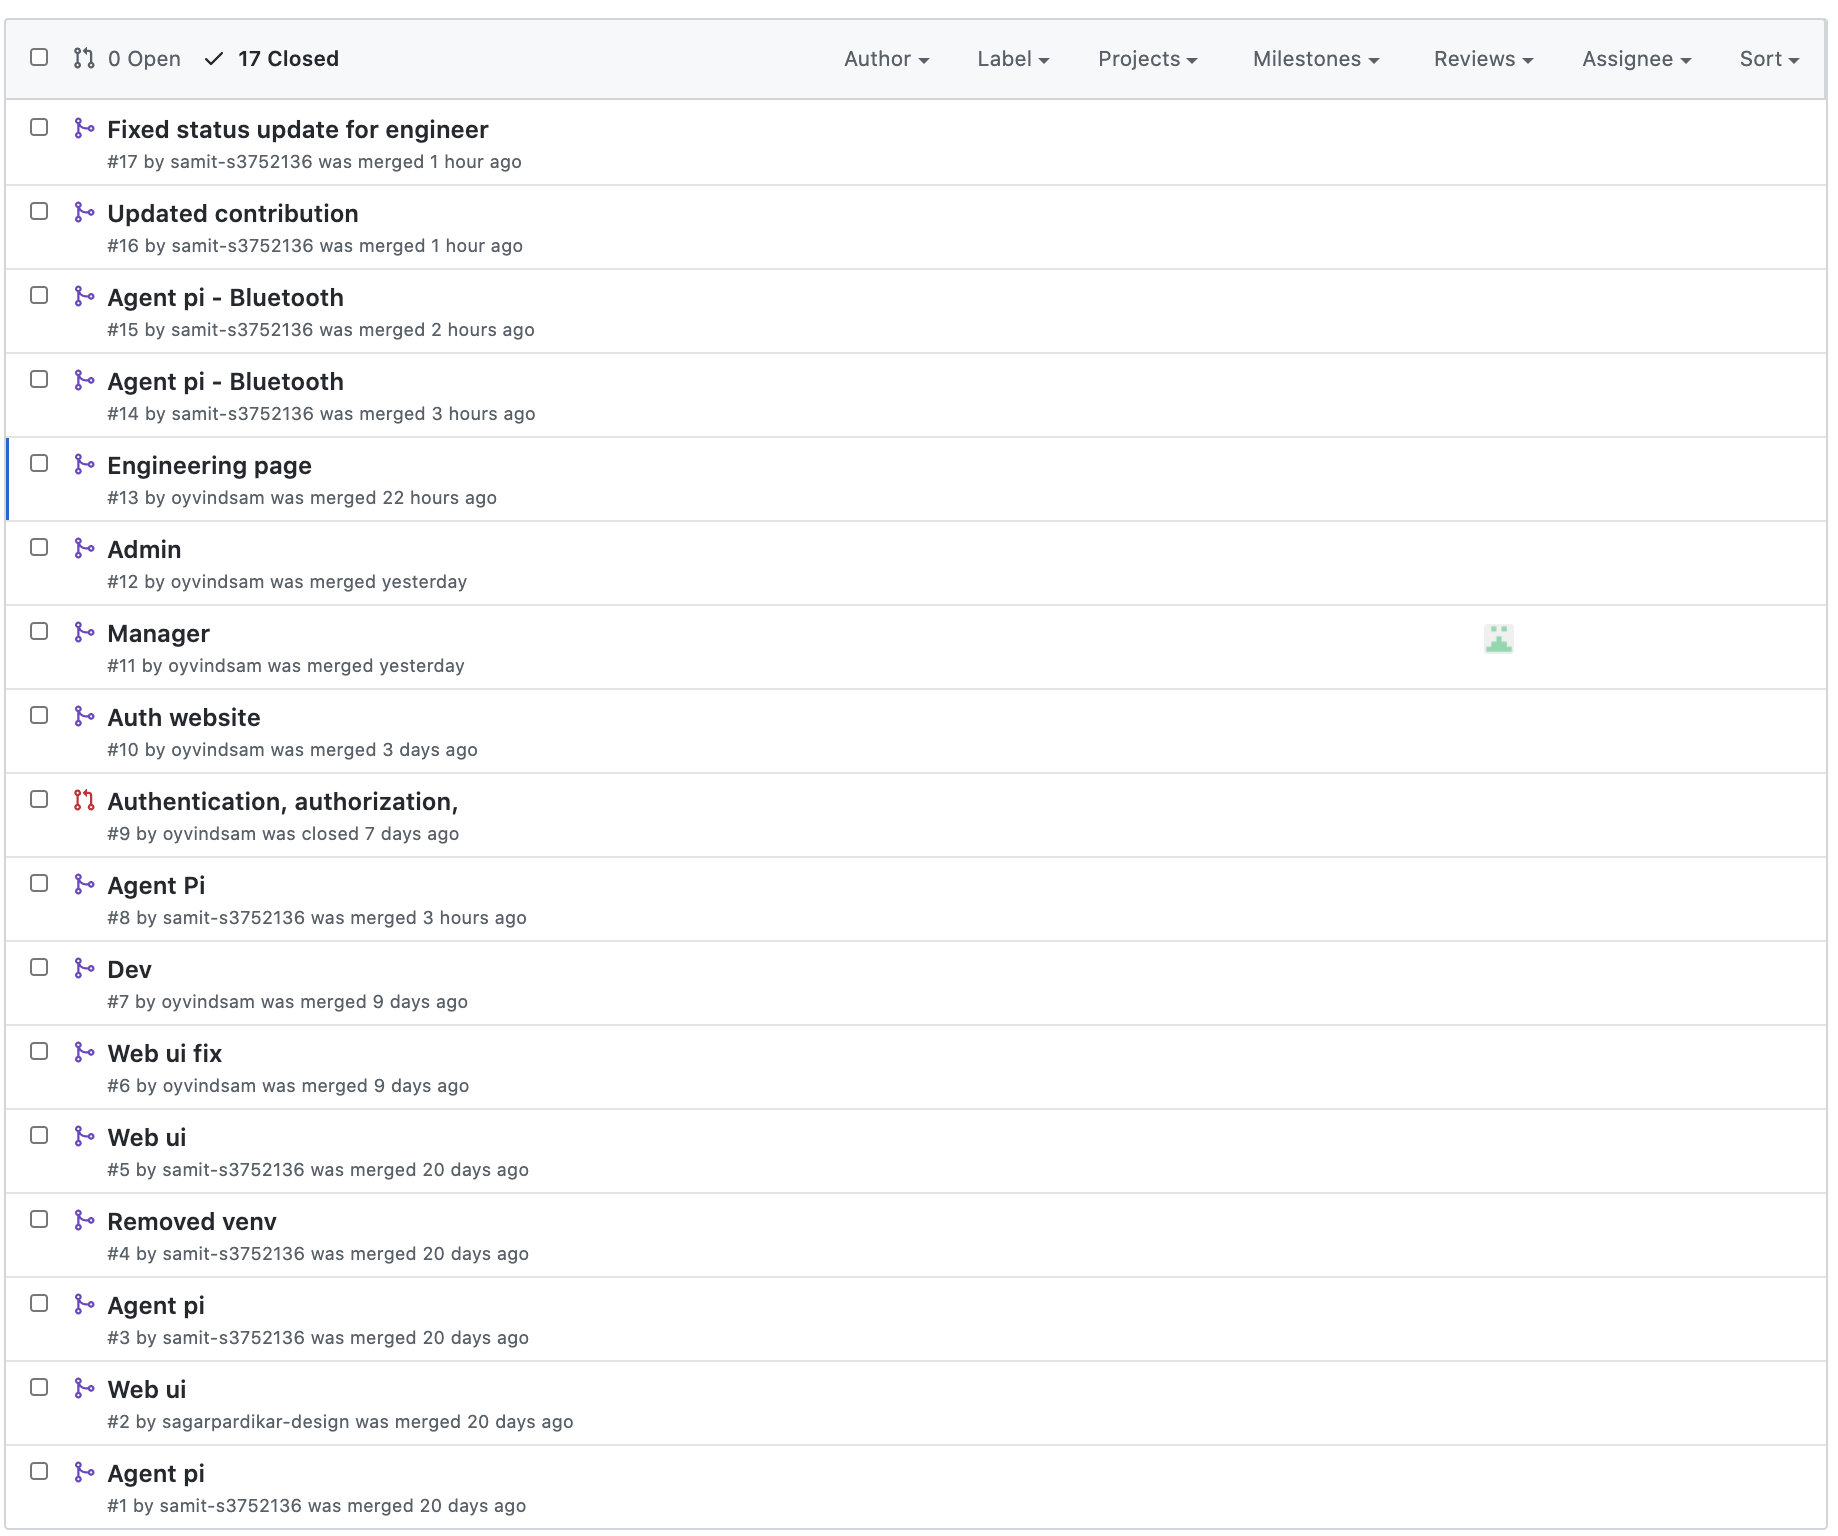 0 Open 17 Closed Author Label Projects Milestones Reviews Assignee Sort
Fixed status update for engineer
#17 by samit-s3752136 was merged 1 hour ago
Updated contribution
#16 by samit-s3752136 was merged 1 hour ago
Agent pi - Bluetooth
#15 by samit-s3752136 was merged 2 hours ago
Agent pi - Bluetooth
#14 by samit-s3752136 was merged 3 hours ago
Engineering page
#13 by oyvindsam was merged 22 hours ago
Admin
#12 by oyvindsam was merged yesterday
Manager
#11 by oyvindsam was merged yesterday
Auth website
#10 by oyvindsam was merged 3 days ago
Authentication, authorization,
#9 by oyvindsam was closed 7 days ago
Agent Pi
#8 by samit-s3752136 was merged 3 hours ago
Dev
#7 by oyvindsam was merged 9 days ago
Web ui fix
#6 by oyvindsam was merged 9 days ago
Web ui
#5 by samit-s3752136 was merged 20 days ago
Removed venv
#4 by samit-s3752136 was merged 20 days ago
Agent pi
#3 by samit-s3752136 was merged 20 days ago
Web ui
#2 by sagarpardikar-design was merged 20 days ago
Agent pi
#1 by samit-s3752136 was merged 20 days ago